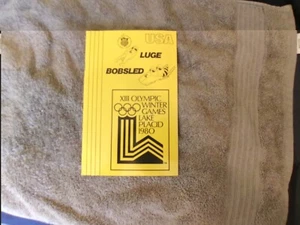 USA
LUGE
BOBSLED
XIII OLYMPIC
WINTER
GAMES
LAKE
PLACID
1980